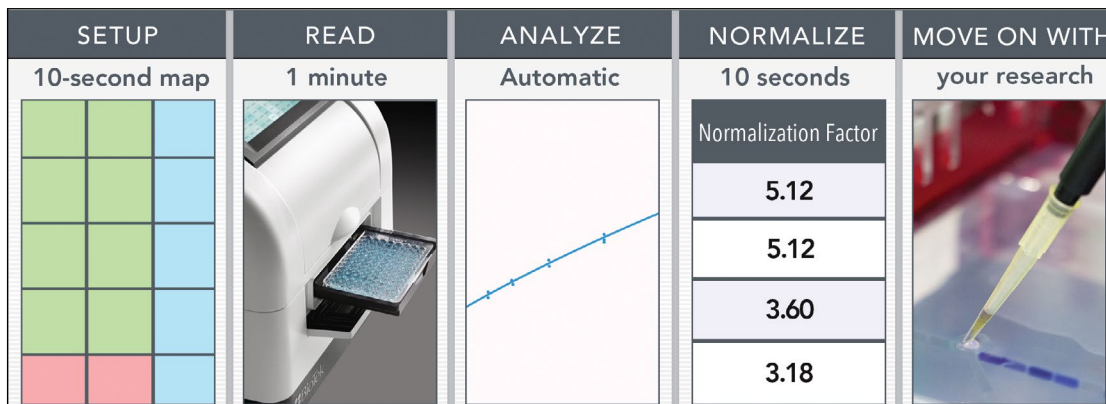 SETUP
10-second map
READ
1 minute
BioTek
ANALYZE
Automatic
NORMALIZE
10 seconds
Normalization Factor
5.12
5.12
3.60
3.18
MOVE ON WITH
your research